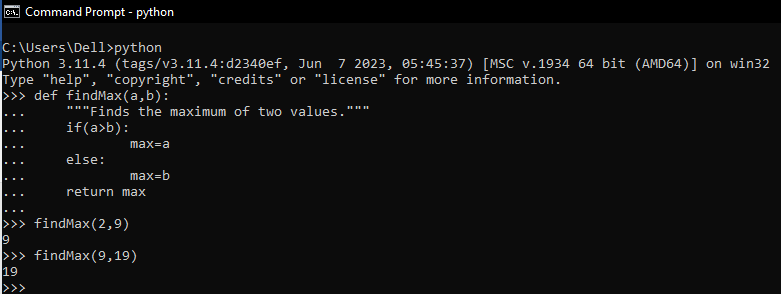 Command Prompt - python
C:\Users\Dell>python
Python 3.11.4 (tags/v3.11.4:d2340ef, Jun  7 2023, 05:45:37) [MSC v.1934 64 bit (AMD64)] on win32
Type "help", "copyright", "credits" or "license" for more information.
>>> def findMax(a,b):
...     """Finds the maximum of two values."""
...     if(a>b):
...             max=a
...     else:
...             max=b
...     return max
...
>>> findMax(2,9)
9
>>> findMax(9,19)
19
>>>